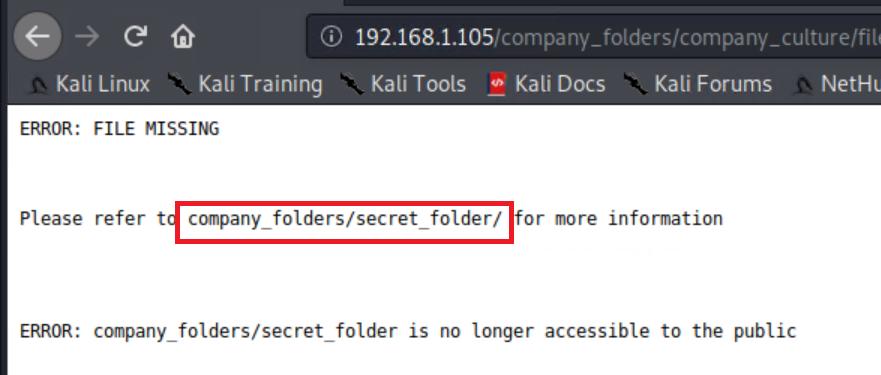 192.168.1.105/company_folders/company_culture/file
Kali Linux Kali Training Kali Tools Kali Docs Kali Forums NetHu
ERROR: FILE MISSING
Please refer to company_folders/secret_folder/ for more information
ERROR: company_folders/secret_folder is no longer accessible to the public